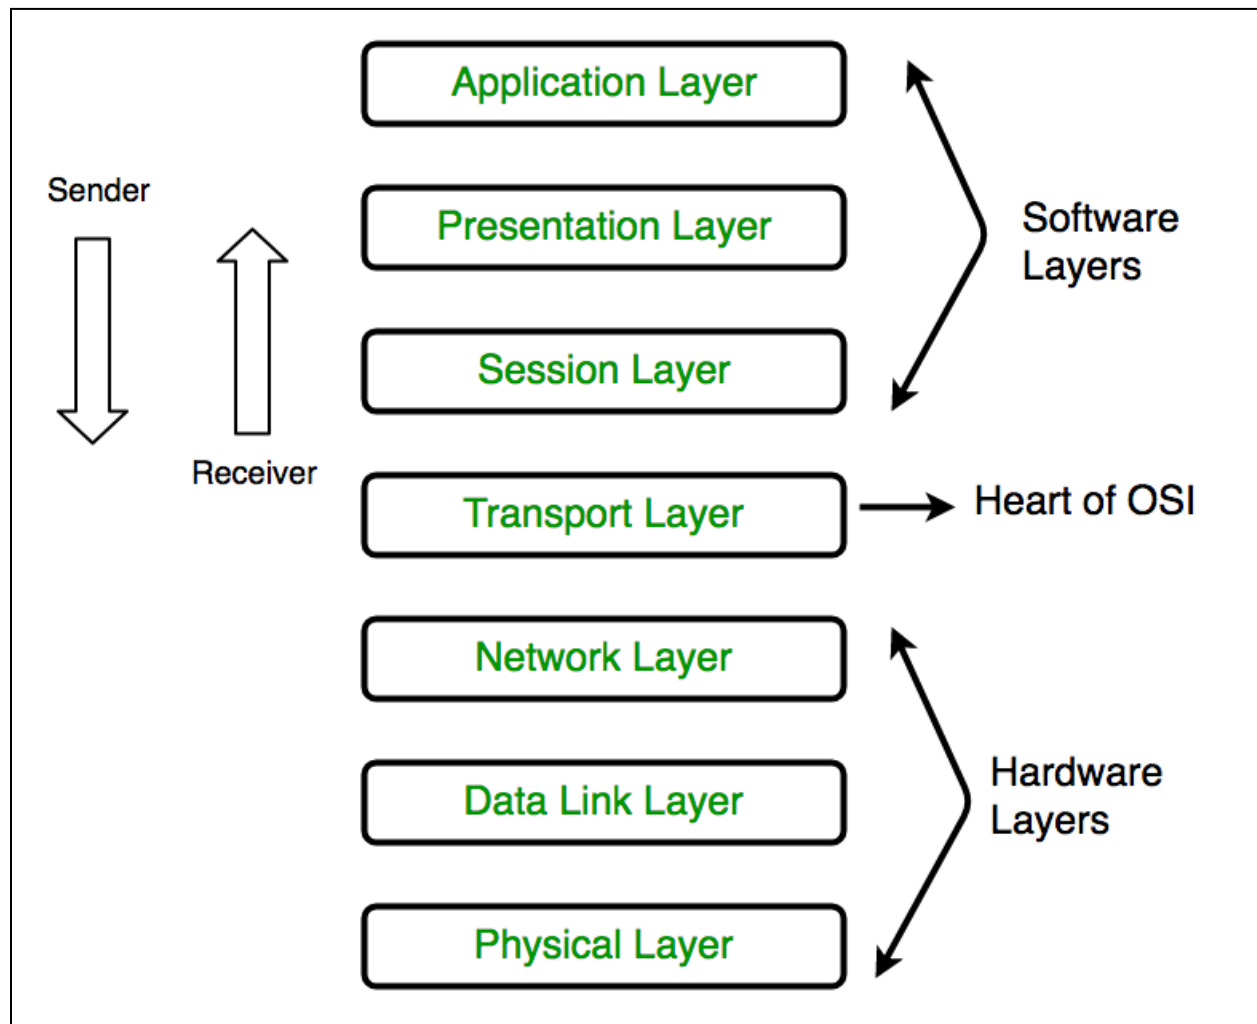 Application Layer
Sender
Presentation Layer
Software
Layers
Session Layer
Receiver
Transport Layer
Heart of OSI
Network Layer
Data Link Layer
Hardware
Layers
Physical Layer